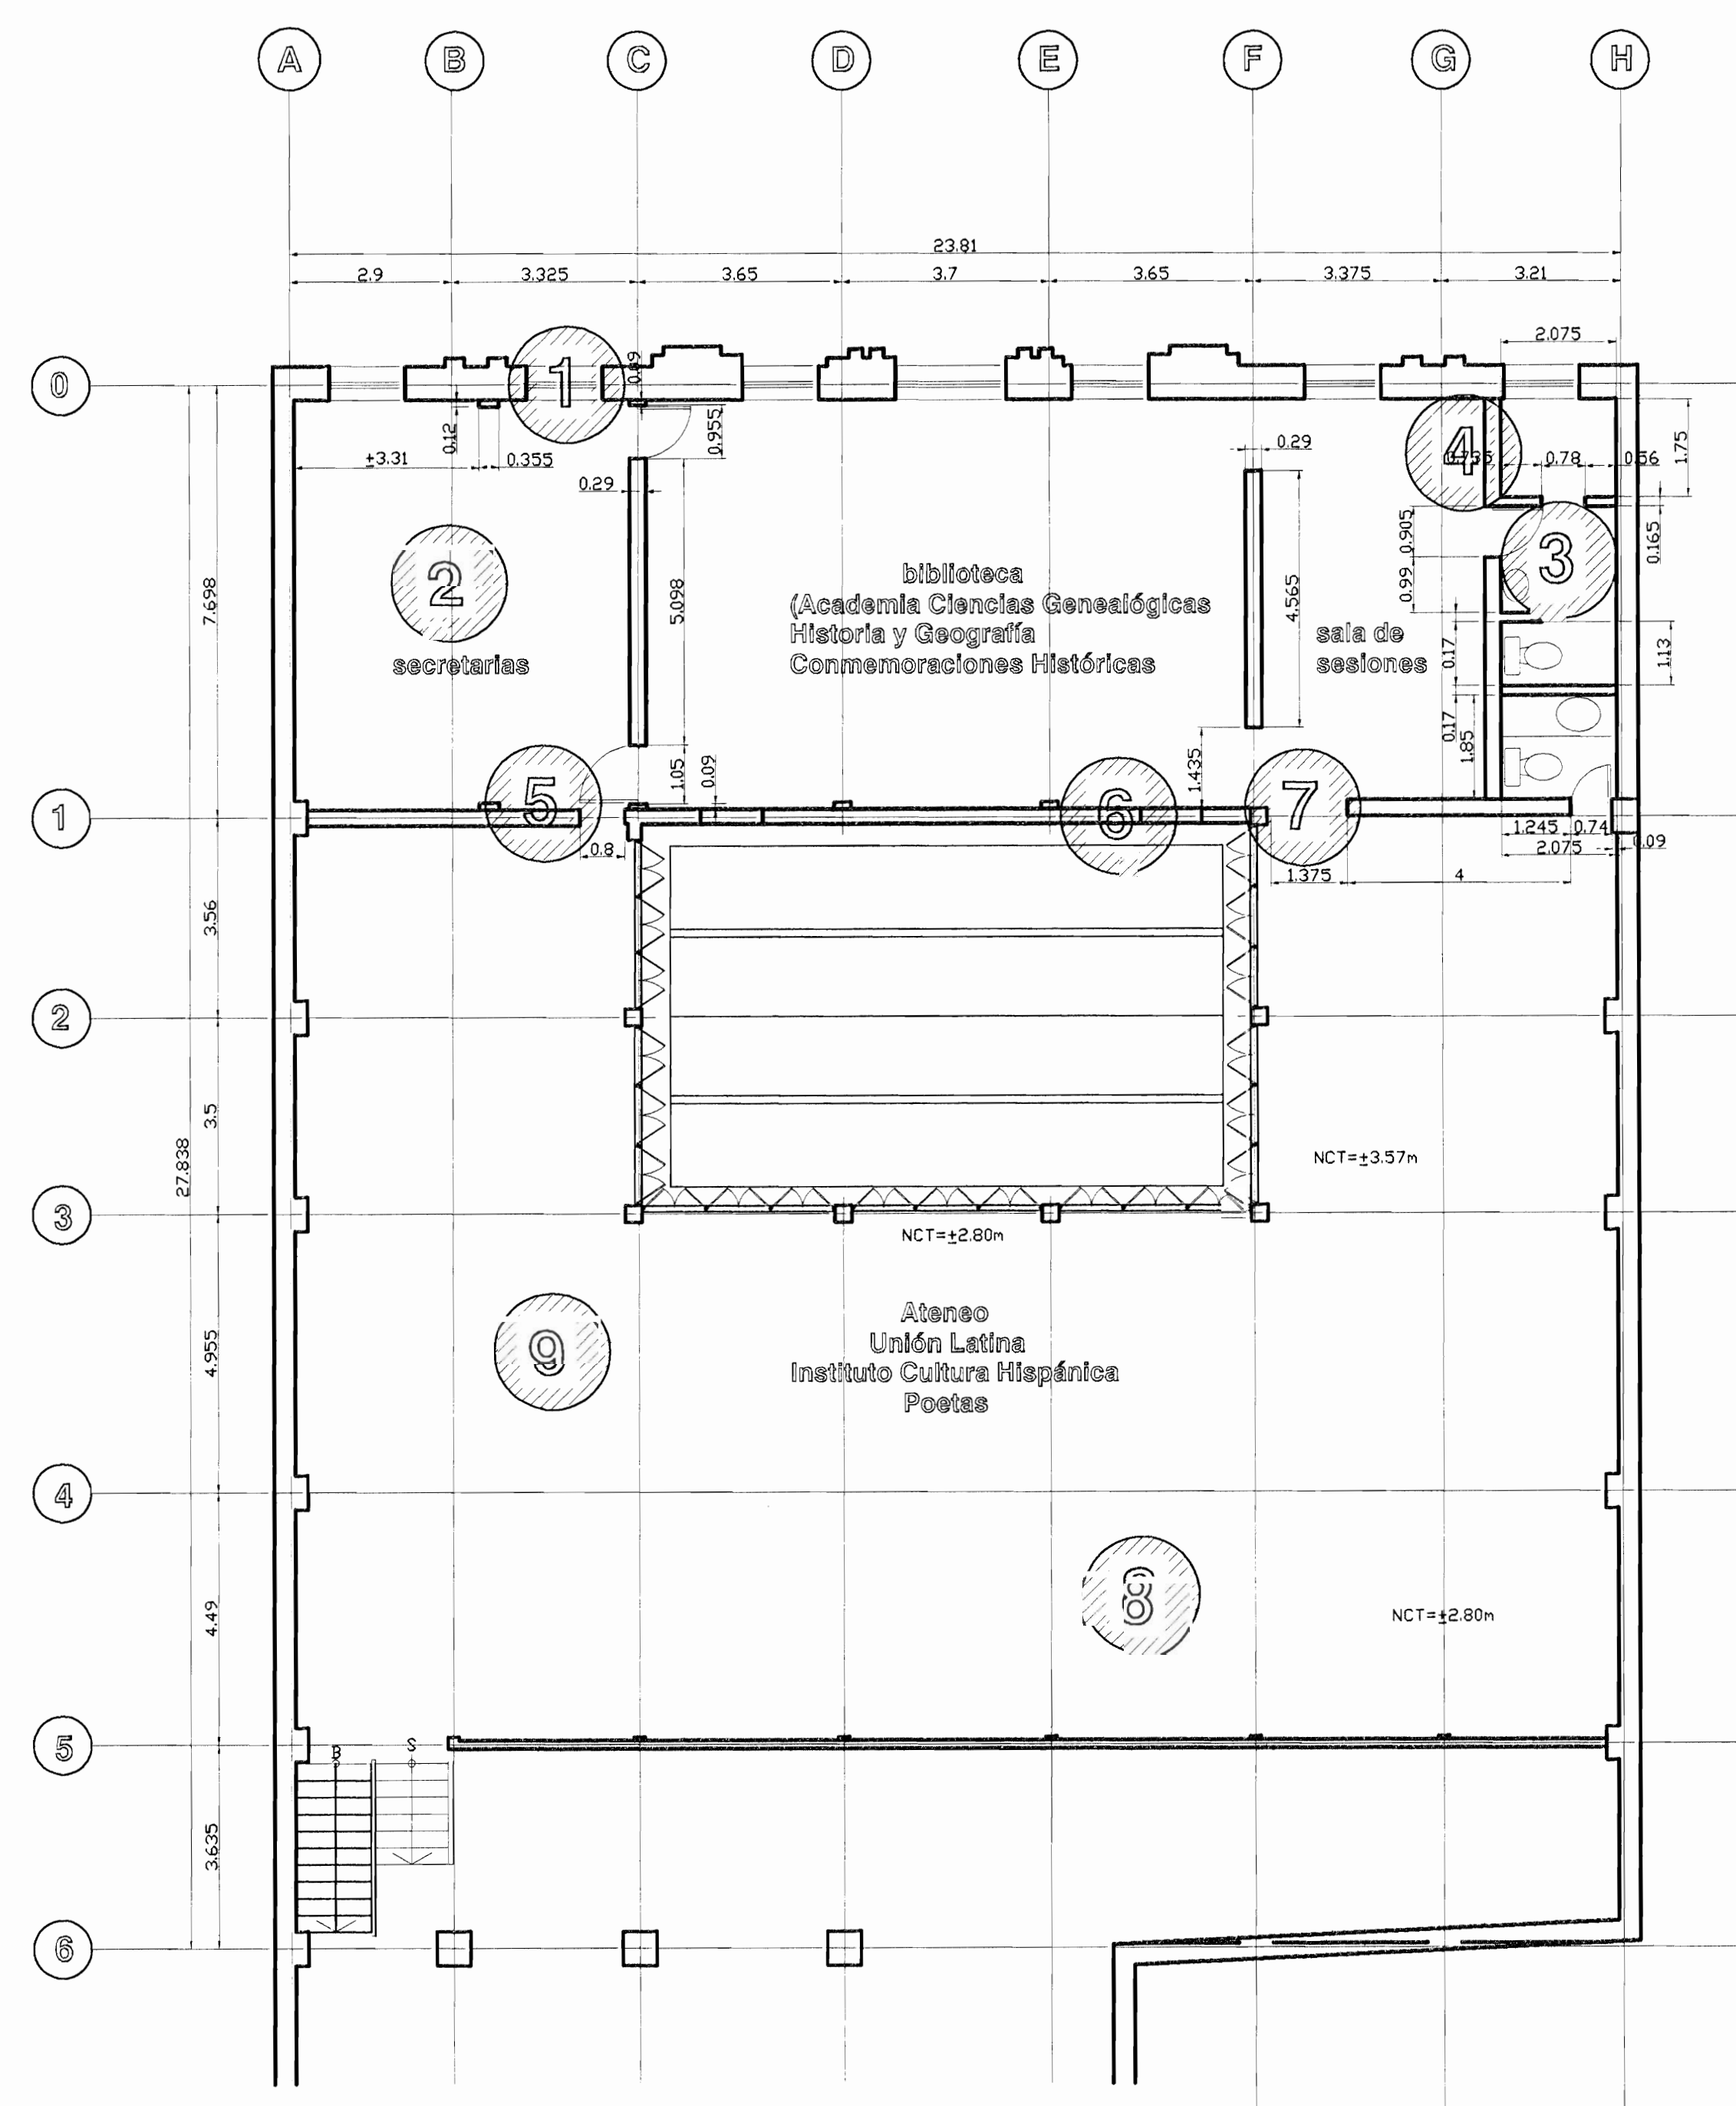 A B C D E F G H
23.81
2.9 3.325 3.65 3.7 3.65 3.375 3.21
2.075
0
1
0.89
0.12
±3.31
0.355
0.955
0.29
0.29
4
0.735 0.78 0.56
1.75
0.905
0.165
3
0.99
2
secretarias
7.698
5.098
biblioteca
(Academia Ciencias Genealógicas
Historia y Geografía
Conmemoraciones Históricas
4.565
sala de
sesiones
0.17
1.13
0.17
1.85
1
5
1.05
0.09
6
1.435
7
0.8
1.245 0.74
2.075 0.09
1.375 4
3.56
2
3.5
27.838
NCT=±3.57m
3
NCT=±2.80m
9
Ateneo
Unión Latina
Instituto Cultura Hispánica
Poetas
4.955
4
8
4.49
NCT=±2.80m
5
B S
3.635
6